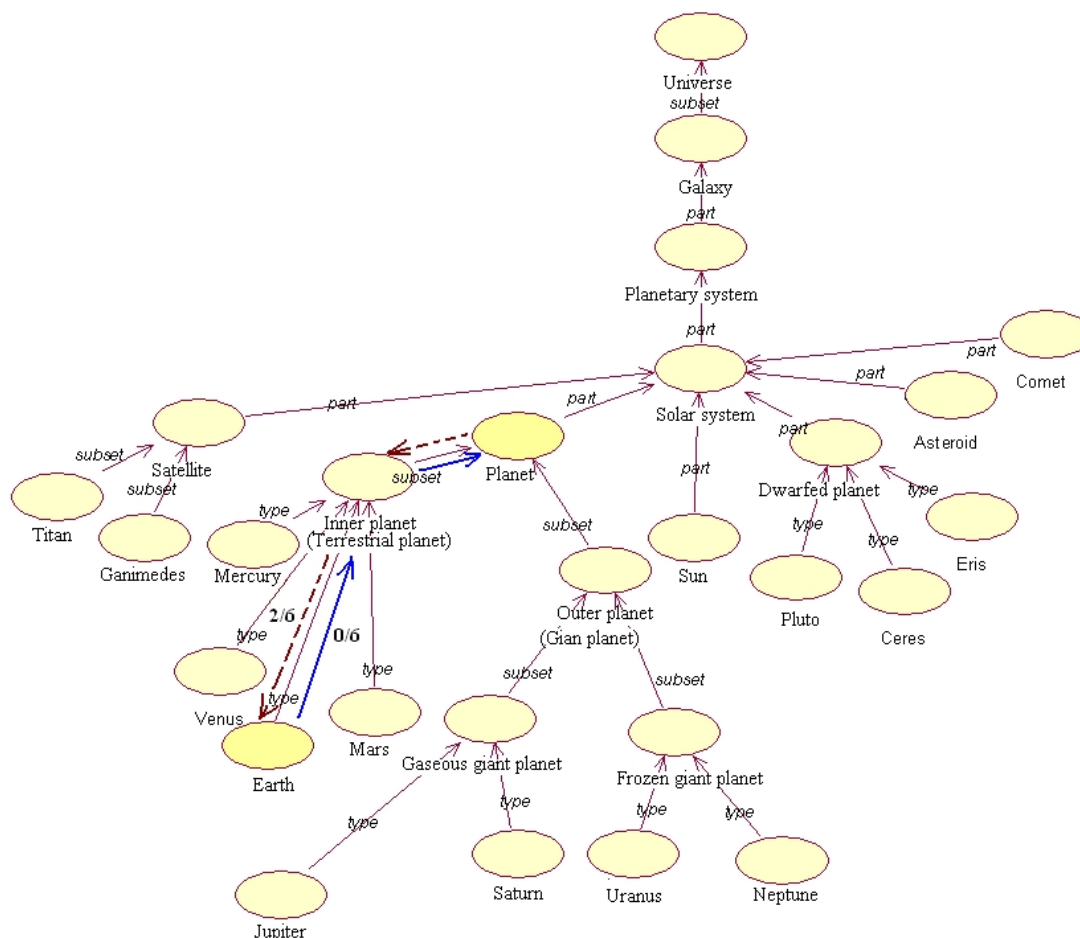 Universe
subset
Galaxy
part
Planetary system
part
Comet
part
Solar system
part
part
Asteroid
part
Planet
subset
Satellite
subset
subset
Titan
Ganimedes
Mercury
type
Inner planet
(Terrestrial planet)
subset
part
Sun
Dwarfed planet
type
type
type
Eris
Pluto
Ceres
Outer planet
(Gian planet)
2/6
0/6
type
type
type
Venus
Earth
Mars
subset
subset
Gaseous giant planet
Frozen giant planet
type
type
type
type
Jupiter
Saturn
Uranus
Neptune